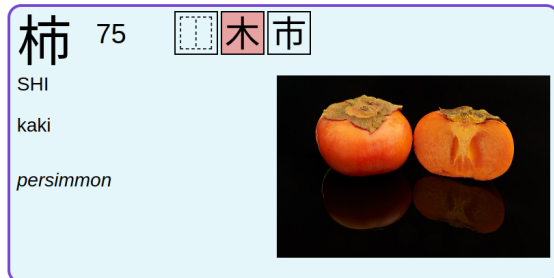 柿 75 木 市
SHI
kaki
persimmon